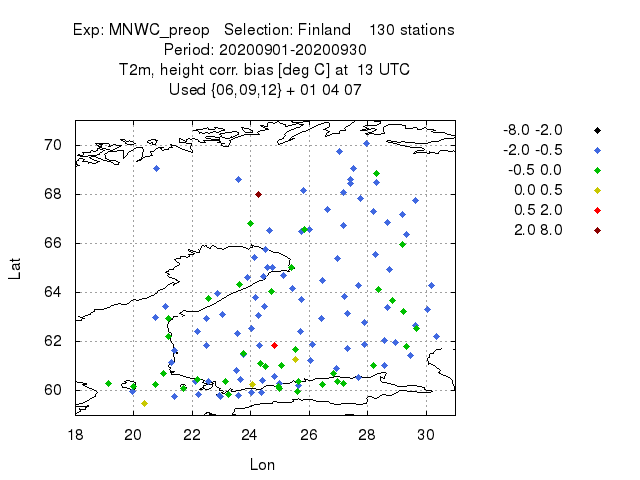 Exp: MNWC_preop   Selection: Finland    130 stations
Period: 20200901-20200930
T2m, height corr. bias [deg C] at  13 UTC
Used {06,09,12} + 01 04 07
-8.0 -2.0
-2.0 -0.5
-0.5 0.0
0.0 0.5
0.5 2.0
2.0 8.0
70
68
66
64
62
60
Lat
18 20 22 24 26 28 30
Lon